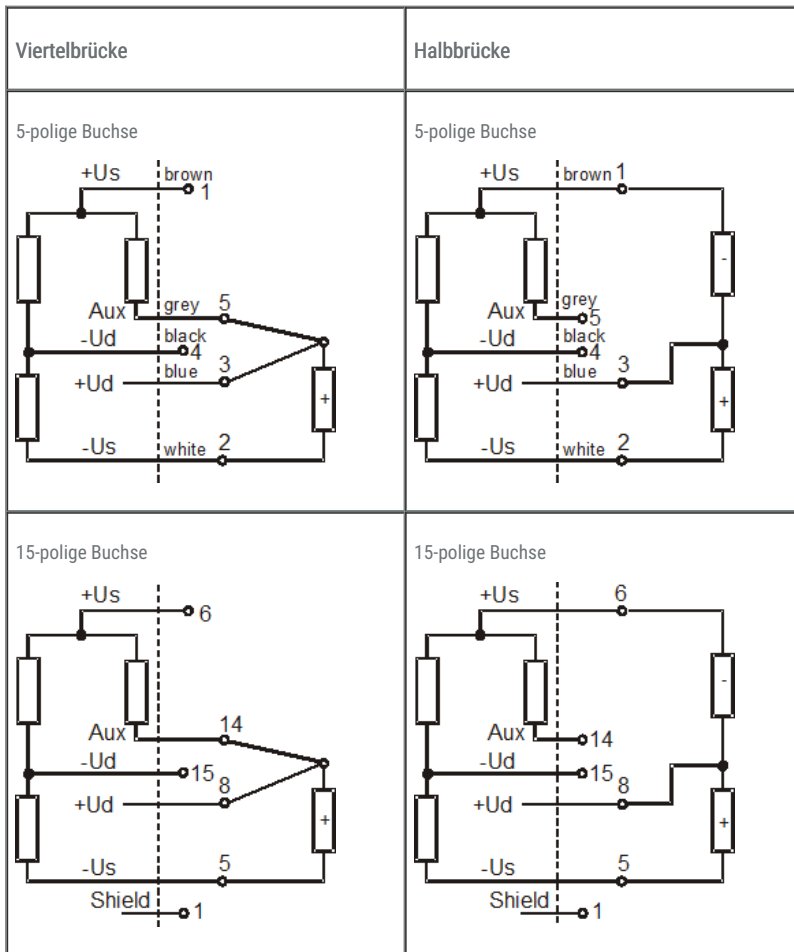 Viertelbrücke
Halbbrücke
5-polige Buchse
+Us
brown
1
Aux
grey
5
-Ud
black
4
+Ud
blue
3
+
-Us
white
2
5-polige Buchse
+Us
brown
1
-
Aux
grey
5
-Ud
black
4
+Ud
blue
3
+
-Us
white
2
15-polige Buchse
+Us
6
Aux
14
-Ud
15
+Ud
8
+
-Us
5
Shield
1
15-polige Buchse
+Us
6
-
Aux
14
-Ud
15
+Ud
8
+
-Us
5
Shield
1